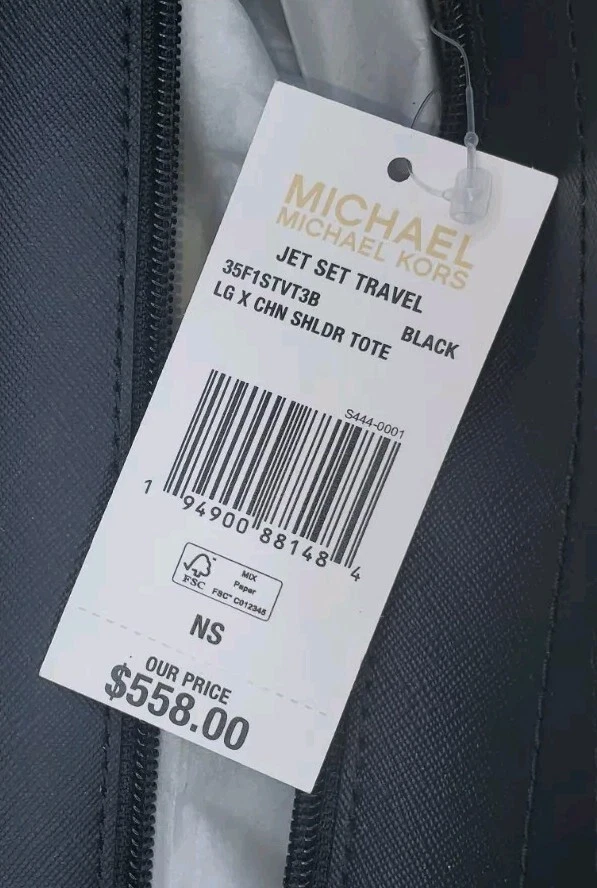 MICHAEL
MICHAEL KORS
JET SET TRAVEL
35F1STVT3B BLACK
LG X CHN SHLDR TOTE
S444-0001
1 94900 88148 4
FSC
MIX
Paper
FSC™ C012345
NS
OUR PRICE
$558.00